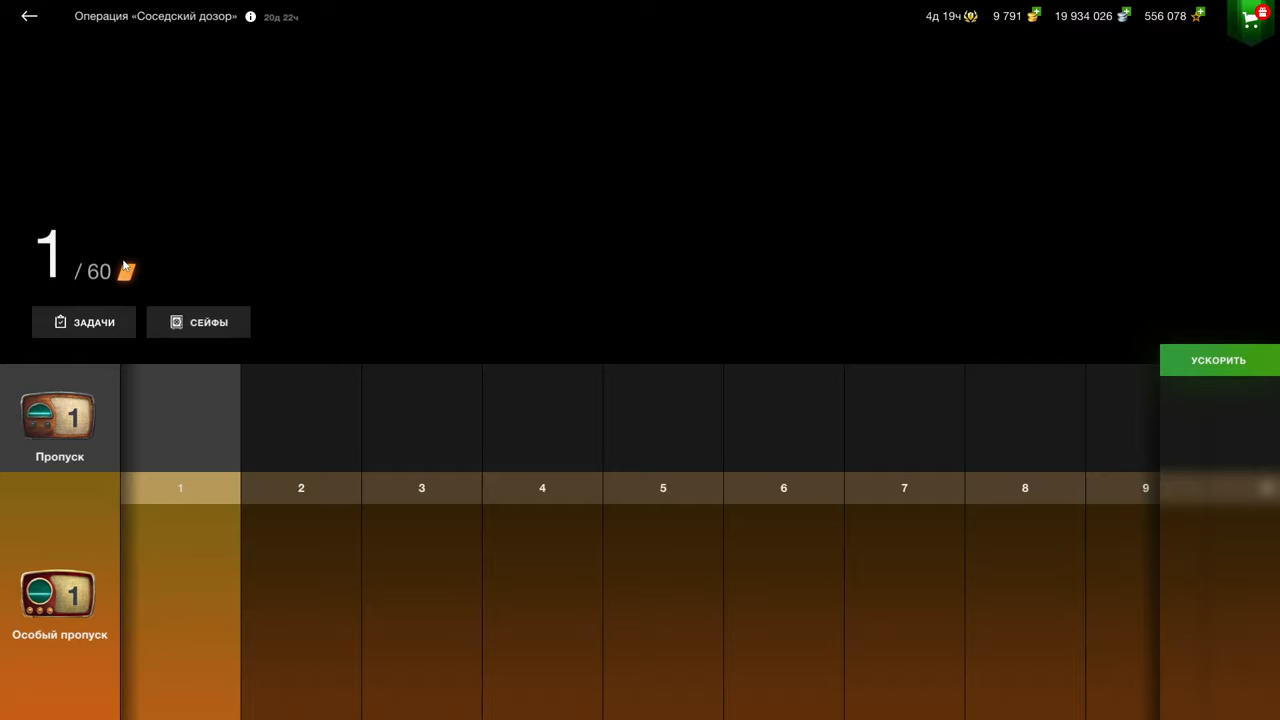 Операция «Соседский дозор» 20д 22ч
4д 19ч 9 791 19 934 026 556 078
1 / 60
ЗАДАЧИ СЕЙФЫ
УСКОРИТЬ
1
Пропуск
1 2 3 4 5 6 7 8 9
1
Особый пропуск